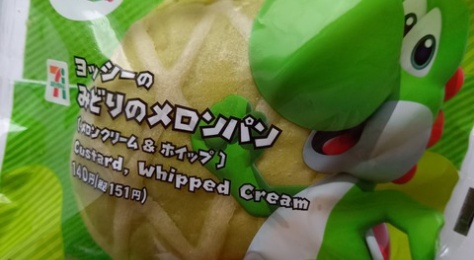 ヨッシーの
みどりのメロンパン
(メロンクリーム&ホイップ)
Custard, Whipped Cream
140円(税込151円)